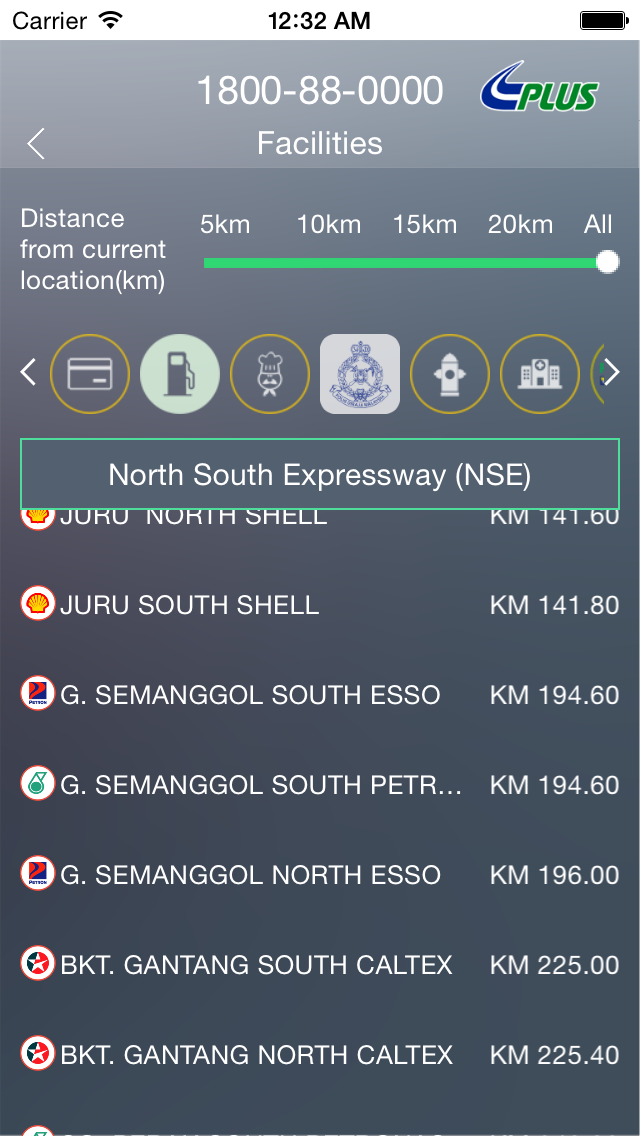 Carrier 12:32 AM
1800-88-0000 PLUS
Facilities
Distance
from current
location(km)
5km 10km 15km 20km All
North South Expressway (NSE)
JURU NORTH SHELL KM 141.60
JURU SOUTH SHELL KM 141.80
PETRON G. SEMANGGOL SOUTH ESSO KM 194.60
G. SEMANGGOL SOUTH PETR... KM 194.60
PETRON G. SEMANGGOL NORTH ESSO KM 196.00
BKT. GANTANG SOUTH CALTEX KM 225.00
BKT. GANTANG NORTH CALTEX KM 225.40